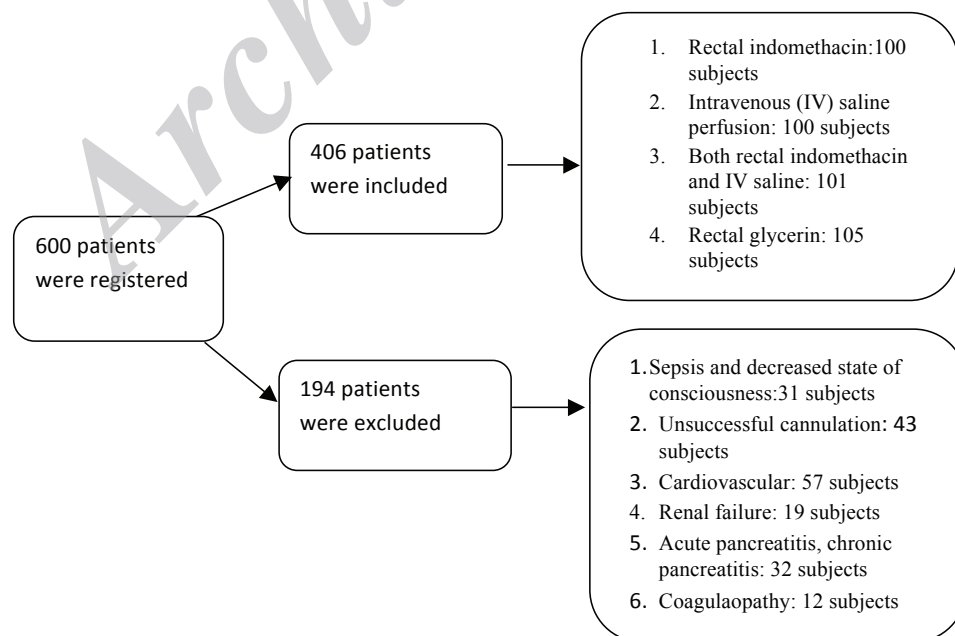 600 patients
were registered
406 patients
were included
1. Rectal indomethacin:100
subjects
2. Intravenous (IV) saline
perfusion: 100 subjects
3. Both rectal indomethacin
and IV saline: 101
subjects
4. Rectal glycerin: 105
subjects
194 patients
were excluded
1.Sepsis and decreased state of
consciousness:31 subjects
2. Unsuccessful cannulation: 43
subjects
3. Cardiovascular: 57 subjects
4. Renal failure: 19 subjects
5. Acute pancreatitis, chronic
pancreatitis: 32 subjects
6. Coagulaopathy: 12 subjects